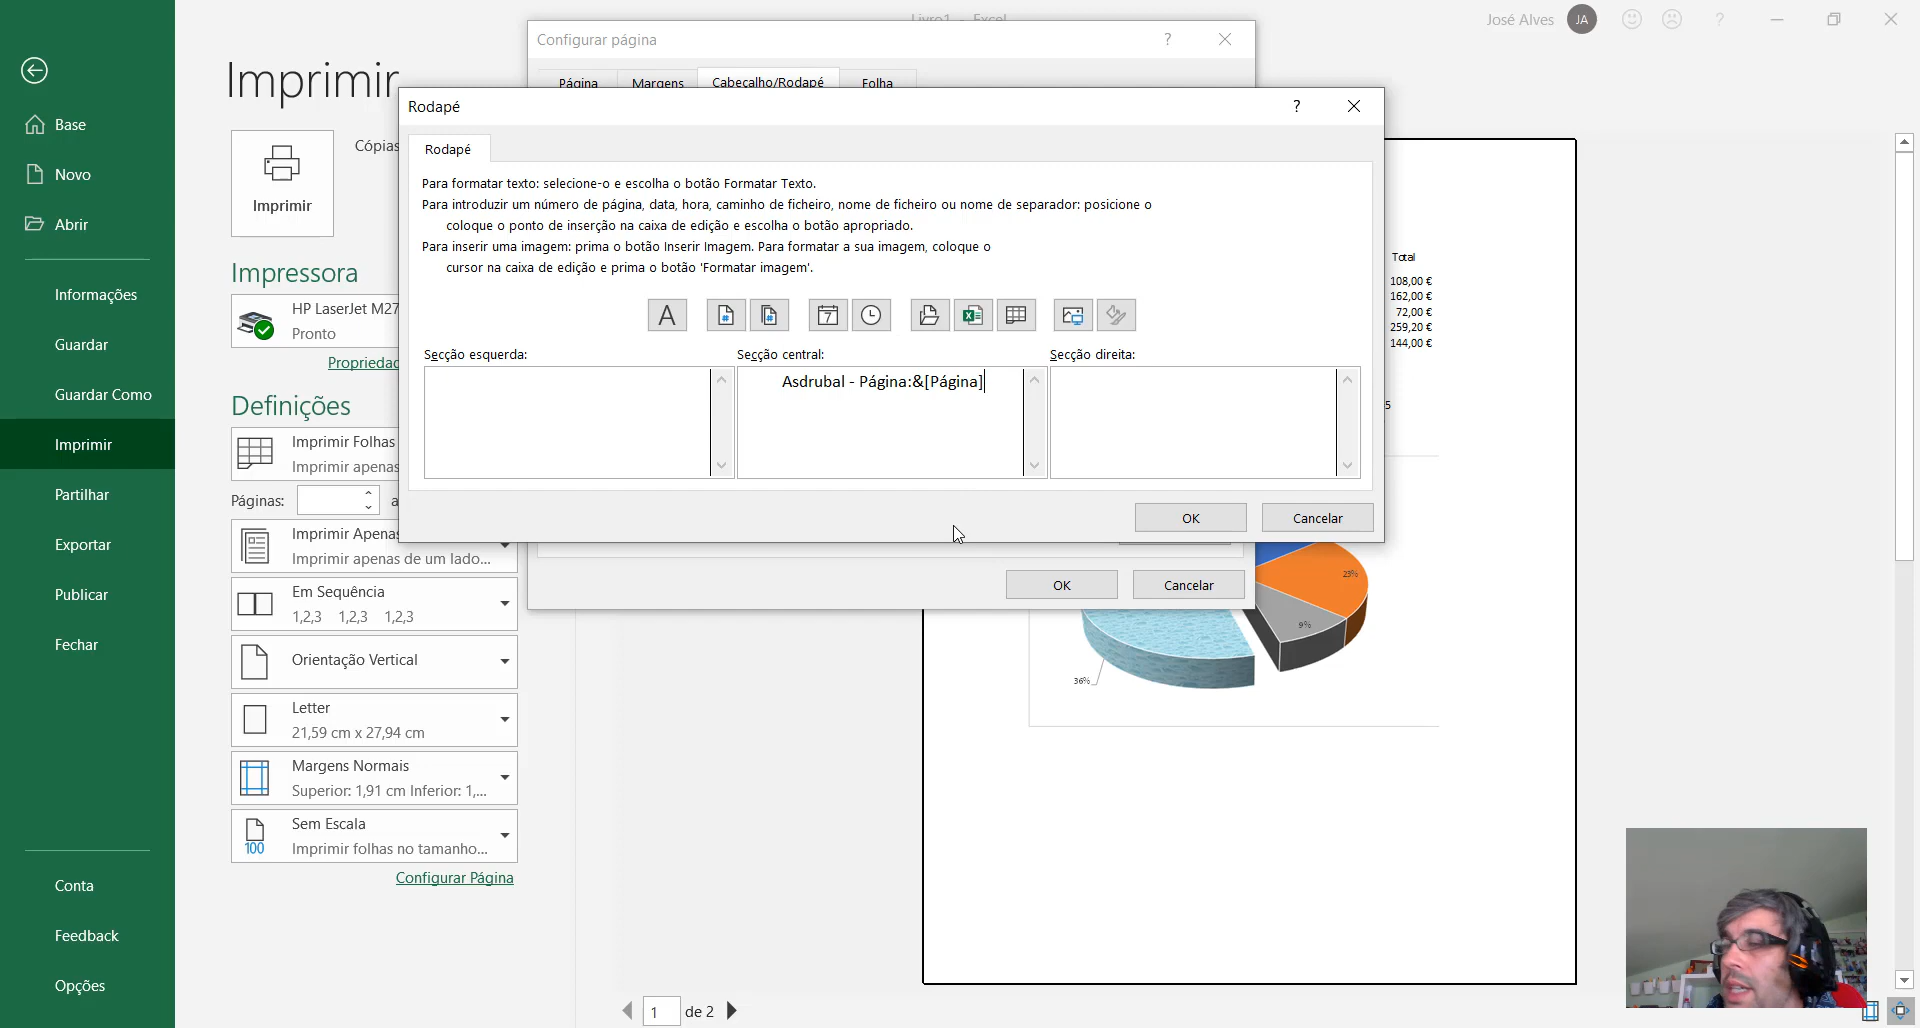 Livro1 - Excel
José Alves
JA
?
Imprimir
Base
Novo
Abrir
Informações
Guardar
Guardar Como
Imprimir
Partilhar
Exportar
Publicar
Fechar
Conta
Feedback
Opções
Imprimir
Cópias
Impressora
HP LaserJet M27
Pronto
Propriedad
Definições
Imprimir Folhas
Imprimir apenas
Páginas:
a
Imprimir Apenas
Imprimir apenas de um lado...
Em Sequência
1,2,3 1,2,3 1,2,3
Orientação Vertical
Letter
21,59 cm x 27,94 cm
Margens Normais
Superior: 1,91 cm Inferior: 1,...
Sem Escala
100
Imprimir folhas no tamanho...
Configurar Página
Configurar página
?
Página
Margens
Cabeçalho/Rodapé
Folha
Rodapé
?
Rodapé
Para formatar texto: selecione-o e escolha o botão Formatar Texto.
Para introduzir um número de página, data, hora, caminho de ficheiro, nome de ficheiro ou nome de separador: posicione o
coloque o ponto de inserção na caixa de edição e escolha o botão apropriado.
Para inserir uma imagem: prima o botão Inserir Imagem. Para formatar a sua imagem, coloque o
cursor na caixa de edição e prima o botão 'Formatar imagem'.
A
7
Secção esquerda:
Secção central:
Secção direita:
Asdrubal - Página:&[Página]
OK
Cancelar
OK
Cancelar
Total
108,00 €
162,00 €
72,00 €
259,20 €
144,00 €
5
23%
9%
36%
1
de 2